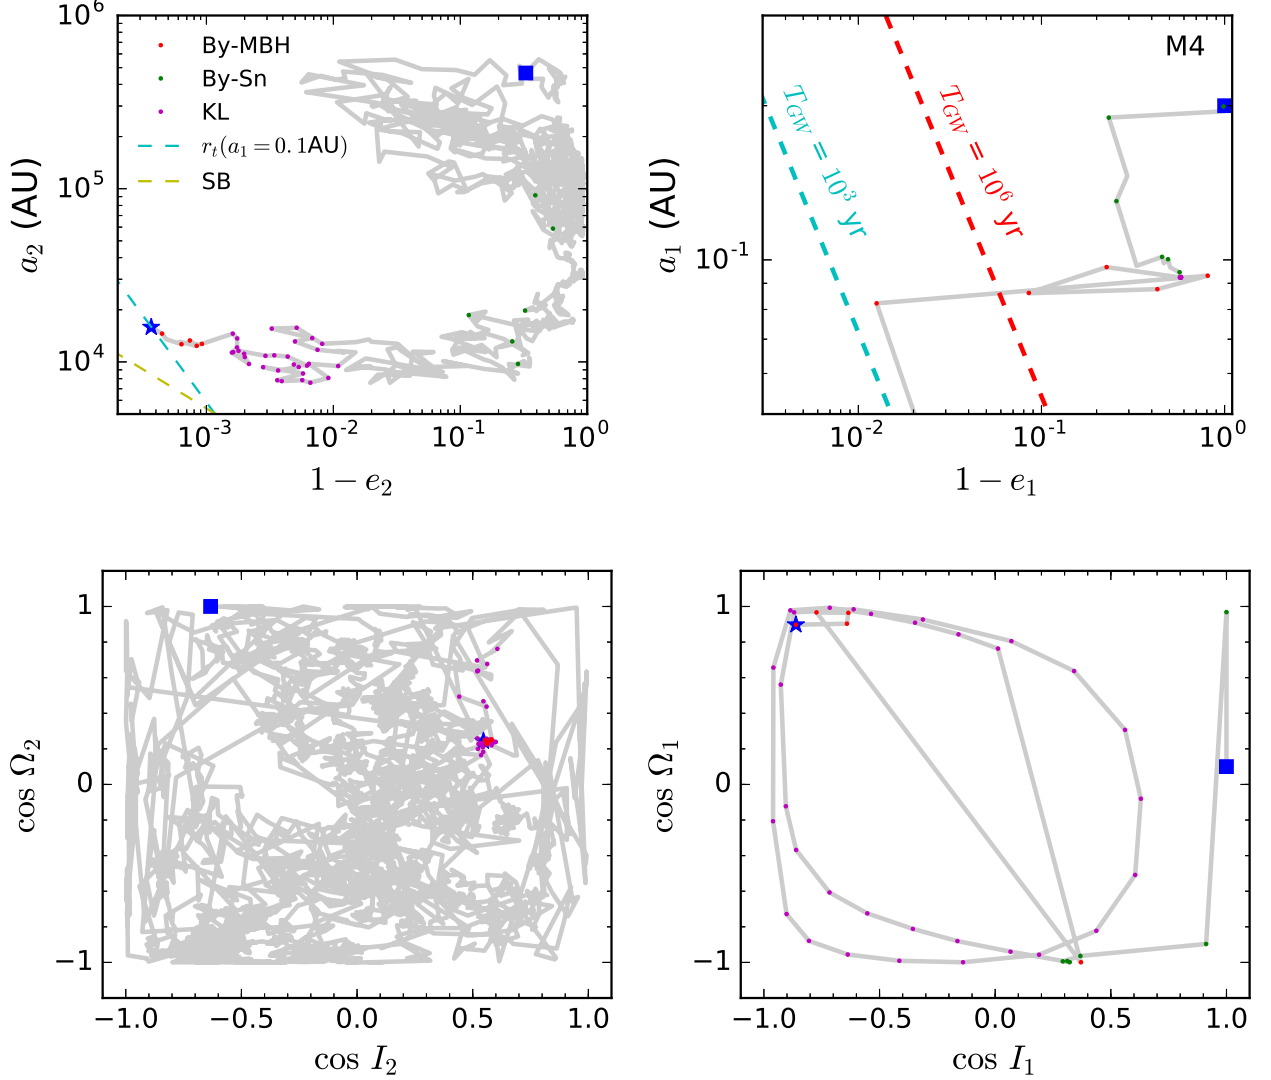 10^6
10^5
10^4
a_2 (AU)
By-MBH
By-Sn
KL
r_t(a_1 = 0.1AU)
SB
10^-3
10^-2
10^-1
10^0
1 − e_2
M4
T_GW = 10^3 yr
T_GW = 10^6 yr
a_1 (AU)
10^-1
10^-2
10^-1
10^0
1 − e_1
1
0
−1
cos Ω_2
−1.0
−0.5
0.0
0.5
1.0
cos I_2
1
0
−1
cos Ω_1
−1.0
−0.5
0.0
0.5
1.0
cos I_1